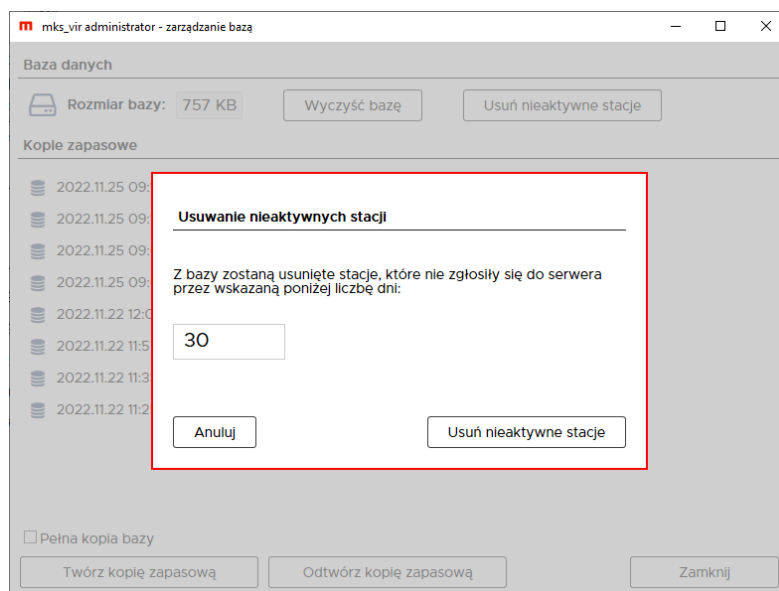 mks_vir administrator - zarządzanie bazą
Baza danych
Rozmiar bazy: 757 KB Wyczyść bazę Usuń nieaktywne stacje
Kopie zapasowe
2022.11.25 09:
2022.11.25 09:
2022.11.25 09:
2022.11.25 09:
2022.11.22 12:0
2022.11.22 11:5
2022.11.22 11:3
2022.11.22 11:2
Usuwanie nieaktywnych stacji
Z bazy zostaną usunięte stacje, które nie zgłosiły się do serwera
przez wskazaną poniżej liczbę dni:
30
Anuluj Usuń nieaktywne stacje
Pełna kopia bazy
Twórz kopię zapasową Odtwórz kopię zapasową Zamknij